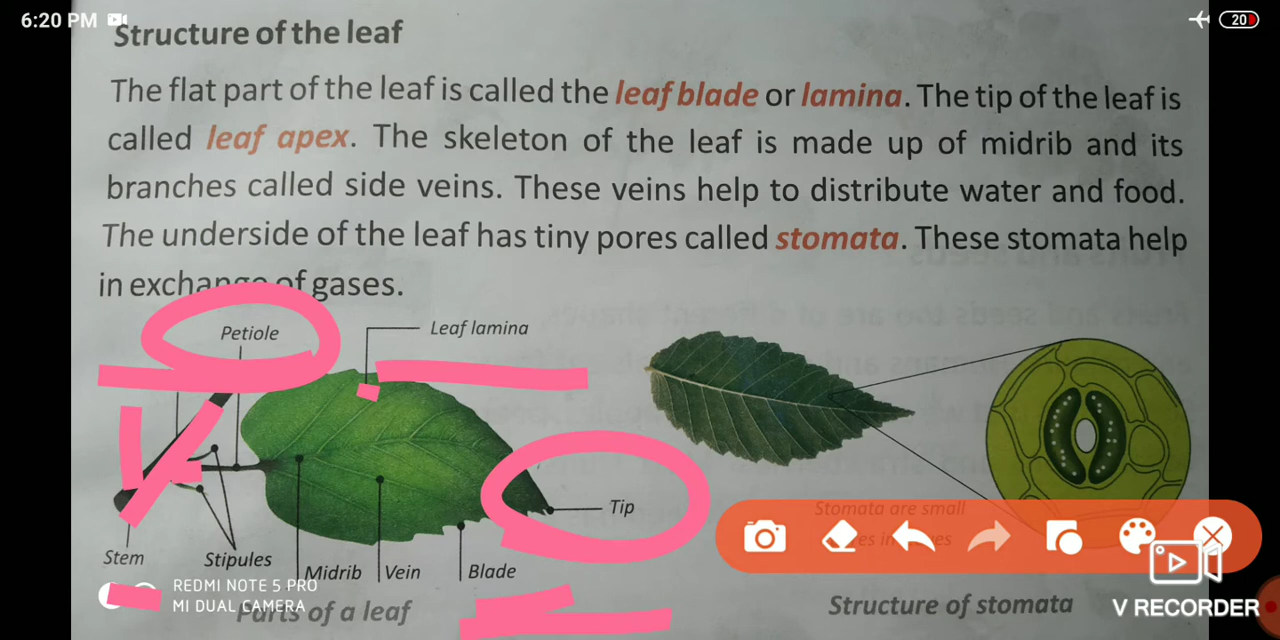 6:20 PM
20
Structure of the leaf
The flat part of the leaf is called the leaf blade or lamina. The tip of the leaf is
called leaf apex. The skeleton of the leaf is made up of midrib and its
branches called side veins. These veins help to distribute water and food.
The underside of the leaf has tiny pores called stomata. These stomata help
in exchange of gases.
Petiole
Leaf lamina
Tip
Stem
Stipules
Midrib
Vein
Blade
Stomata are small
REDMI NOTE 5 PRO
MI DUAL CAMERA
Parts of a leaf
Structure of stomata
V RECORDER